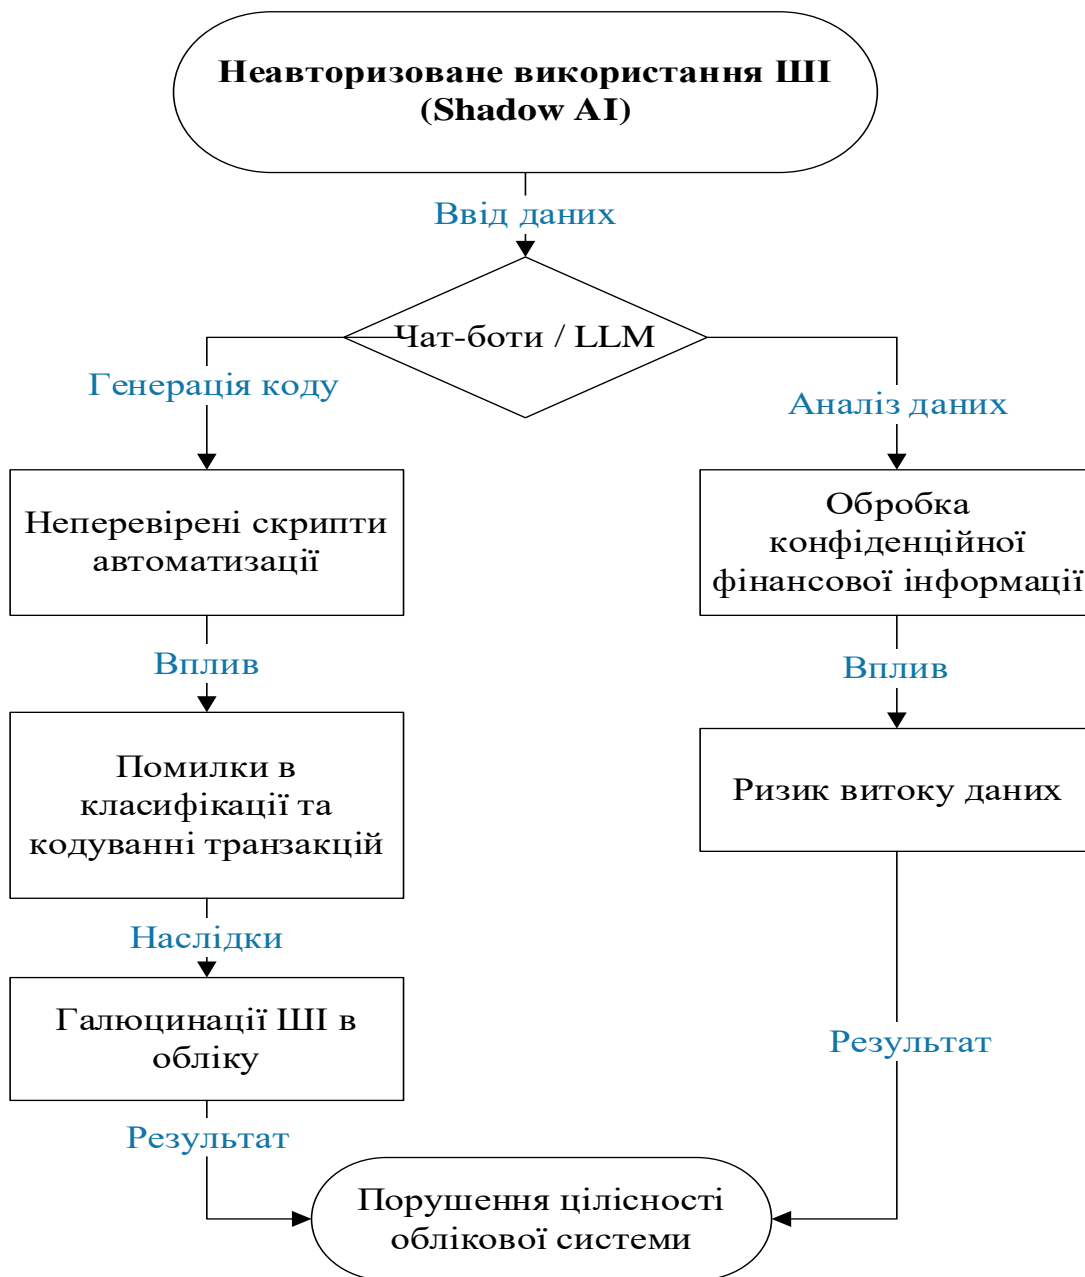 Неавторизоване використання ШІ
(Shadow AI)
Ввід даних
Чат-боти / LLM
Генерація коду
Аналіз даних
Неперевірені скрипти
автоматизації
Обробка
конфіденційної
фінансової інформації
Вплив
Вплив
Помилки в
класифікації та
кодуванні транзакцій
Ризик витоку даних
Наслідки
Галюцинації ШІ в
обліку
Результат
Результат
Порушення цілісності
облікової системи